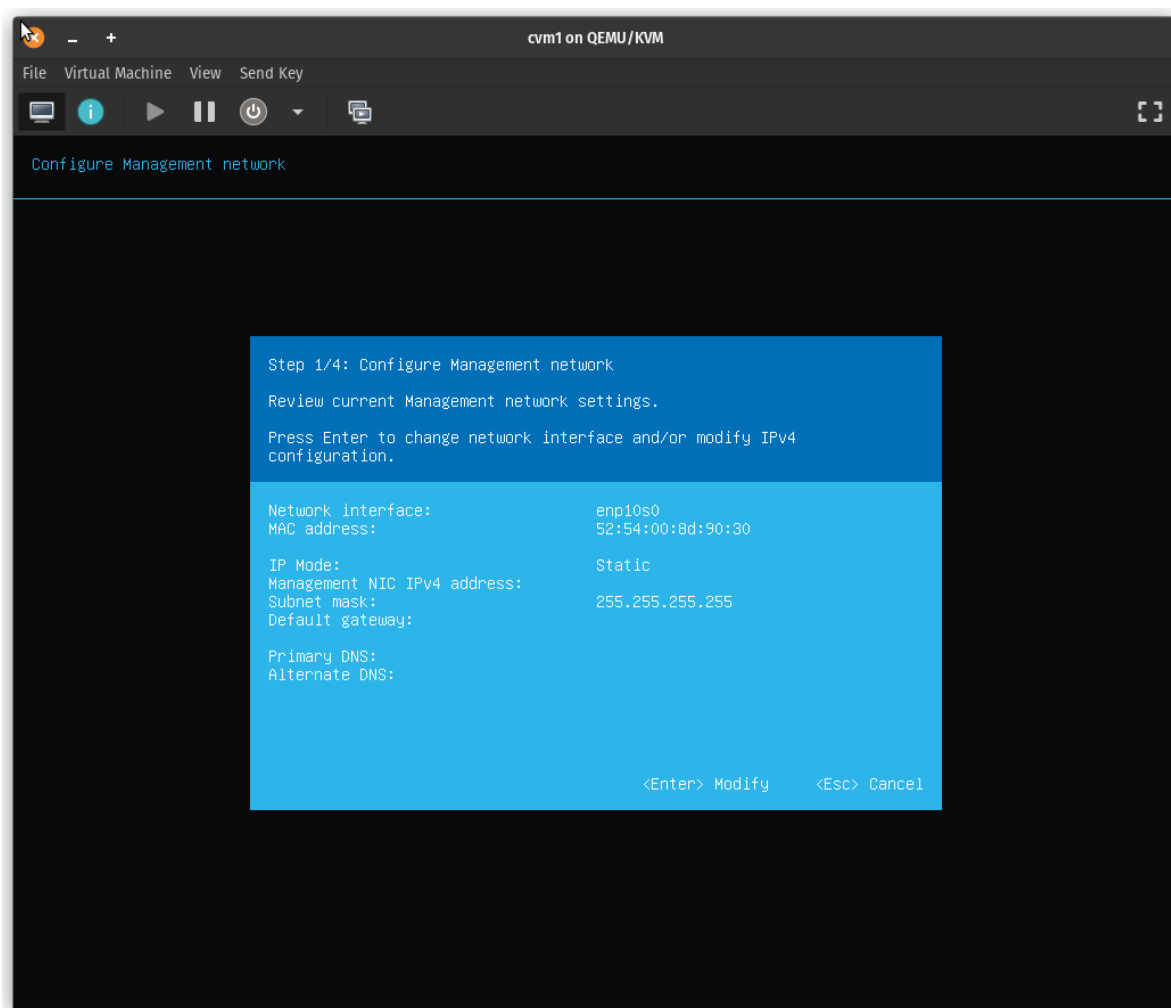 cvm1 on QEMU/KVM
File Virtual Machine View Send Key
Configure Management network
Step 1/4: Configure Management network
Review current Management network settings.
Press Enter to change network interface and/or modify IPv4
configuration.
Network interface: enp10s0
MAC address: 52:54:00:8d:90:30
IP Mode: Static
Management NIC IPv4 address:
Subnet mask: 255.255.255.255
Default gateway:
Primary DNS:
Alternate DNS:
<Enter> Modify <Esc> Cancel